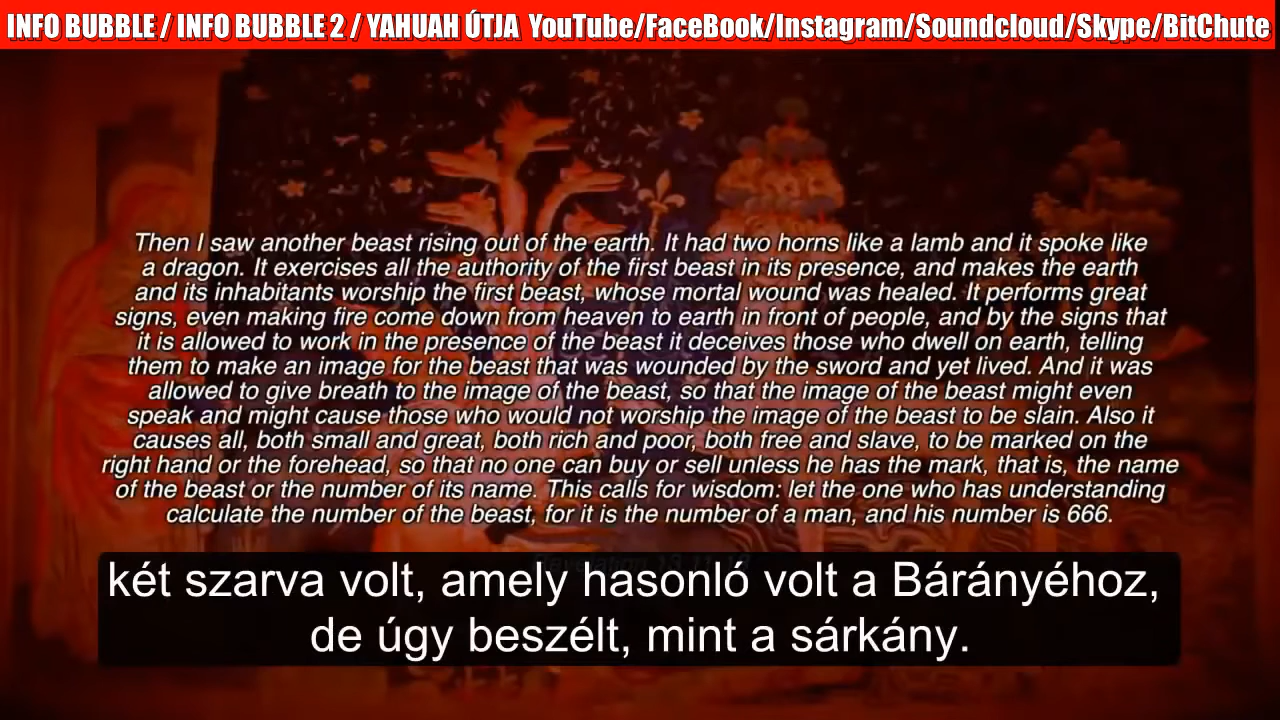 INFO BUBBLE / INFO BUBBLE 2 / YAHUAH ÚTJA YouTube/FaceBook/Instagram/Soundcloud/Skype/BitChute
Then I saw another beast rising out of the earth. It had two horns like a lamb and it spoke like
a dragon. It exercises all the authority of the first beast in its presence, and makes the earth
and its inhabitants worship the first beast, whose mortal wound was healed. It performs great
signs, even making fire come down from heaven to earth in front of people, and by the signs that
it is allowed to work in the presence of the beast it deceives those who dwell on earth, telling
them to make an image for the beast that was wounded by the sword and yet lived. And it was
allowed to give breath to the image of the beast, so that the image of the beast might even
speak and might cause those who would not worship the image of the beast to be slain. Also it
causes all, both small and great, both rich and poor, both free and slave, to be marked on the
right hand or the forehead, so that no one can buy or sell unless he has the mark, that is, the name
of the beast or the number of its name. This calls for wisdom: let the one who has understanding
calculate the number of the beast, for it is the number of a man, and his number is 666.
Revelation 13:11-18
két szarva volt, amely hasonló volt a Bárányéhoz,
de úgy beszélt, mint a sárkány.